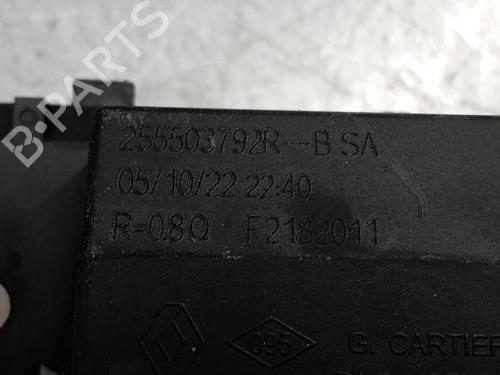 B-PARTS
255503792R--B SA
05/10/22 22:40
R=0.8Ω F2182011
095 G. CARTIER